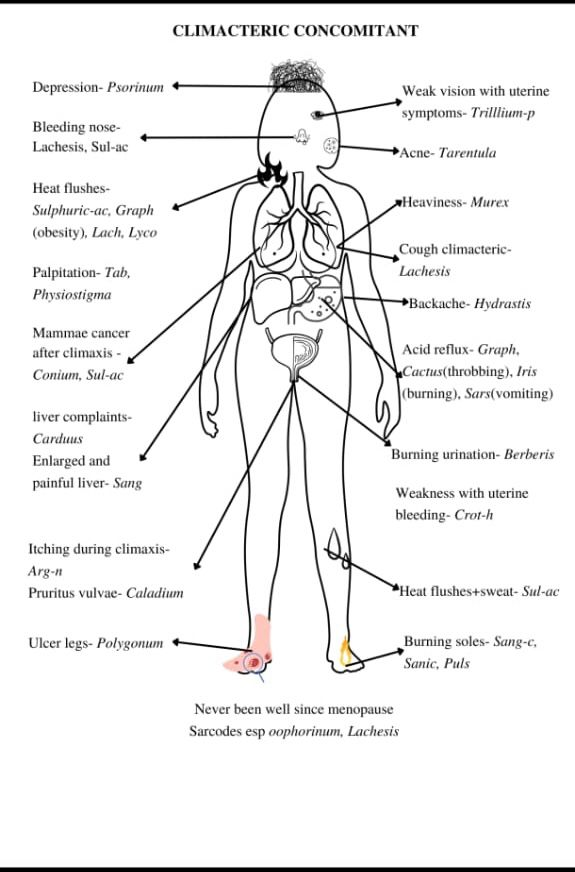 CLIMACTERIC CONCOMITANT
Depression- Psorinum
Bleeding nose-
Lachesis, Sul-ac
Heat flushes-
Sulphuric-ac, Graph
(obesity), Lach, Lyco
Palpitation- Tab,
Physiostigma
Mammae cancer
after climaxis -
Conium, Sul-ac
liver complaints-
Carduus
Enlarged and
painful liver- Sang
Itching during climaxis-
Arg-n
Pruritus vulvae- Caladium
Ulcer legs- Polygonum
Weak vision with uterine
symptoms- Trilllium-p
Acne- Tarentula
Heaviness- Murex
Cough climacteric-
Lachesis
Backache- Hydrastis
Acid reflux- Graph,
Cactus(throbbing), Iris
(burning), Sars(vomiting)
Burning urination- Berberis
Weakness with uterine
bleeding- Crot-h
Heat flushes+sweat- Sul-ac
Burning soles- Sang-c,
Sanic, Puls
Never been well since menopause
Sarcodes esp oophorinum, Lachesis